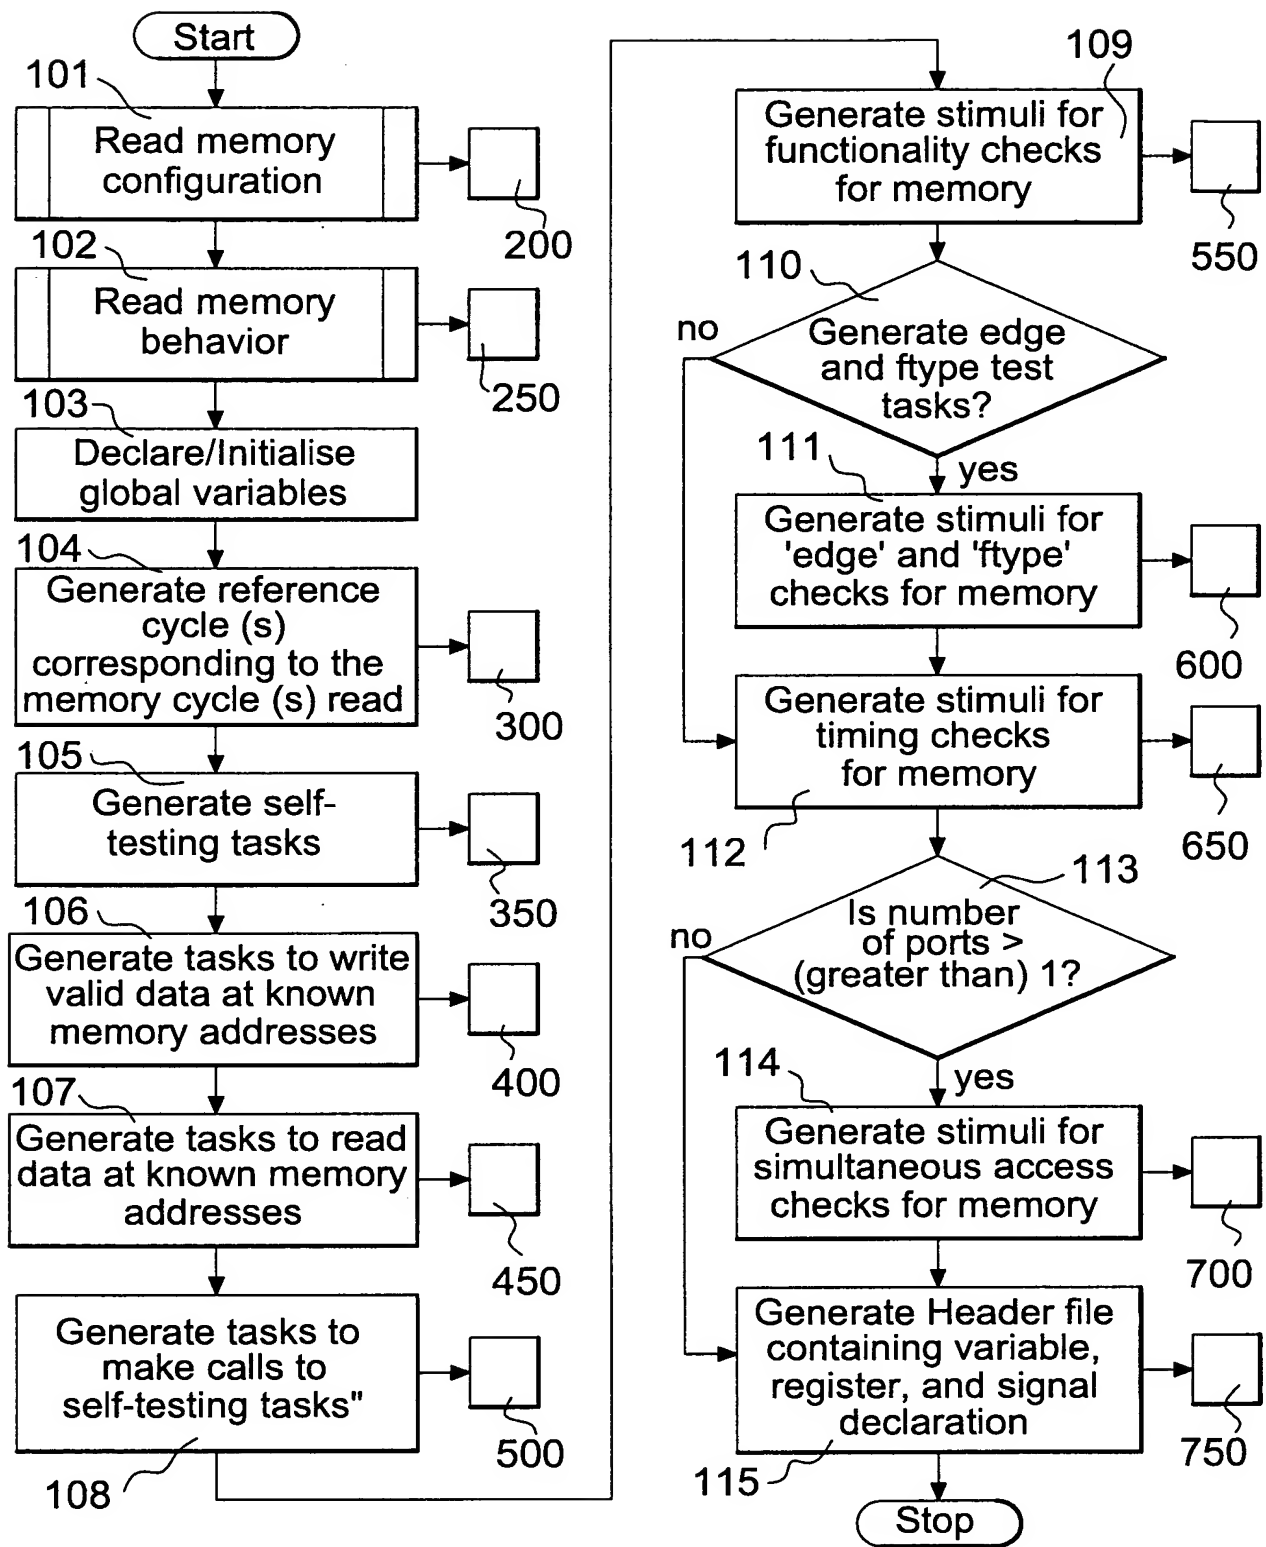 Start
101
Read memory
configuration
200
102
Read memory
behavior
250
103
Declare/Initialise
global variables
104
Generate reference
cycle (s)
corresponding to the
memory cycle (s) read
300
105
Generate self-
testing tasks
350
106
Generate tasks to write
valid data at known
memory addresses
400
107
Generate tasks to read
data at known memory
addresses
450
Generate tasks to
make calls to
self-testing tasks"
500
108
109
Generate stimuli for
functionality checks
for memory
550
110
no
Generate edge
and ftype test
tasks?
111
yes
Generate stimuli for
'edge' and 'ftype'
checks for memory
600
Generate stimuli for
timing checks
for memory
650
112
113
no
Is number
of ports >
(greater than) 1?
114
yes
Generate stimuli for
simultaneous access
checks for memory
700
Generate Header file
containing variable,
register, and signal
declaration
750
115
Stop